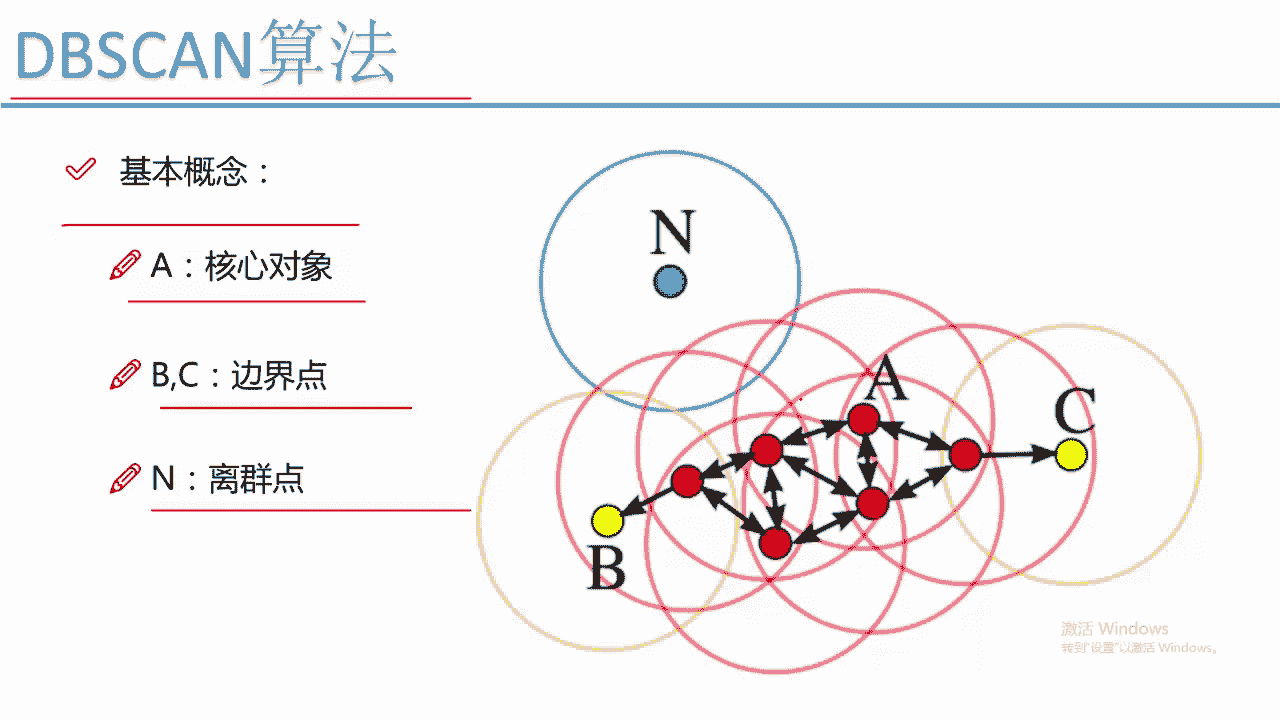 DBSCAN算法
基本概念：
A：核心对象
B,C：边界点
N：离群点
N
A
C
B
激活 Windows
转到"设置"以激活 Windows。